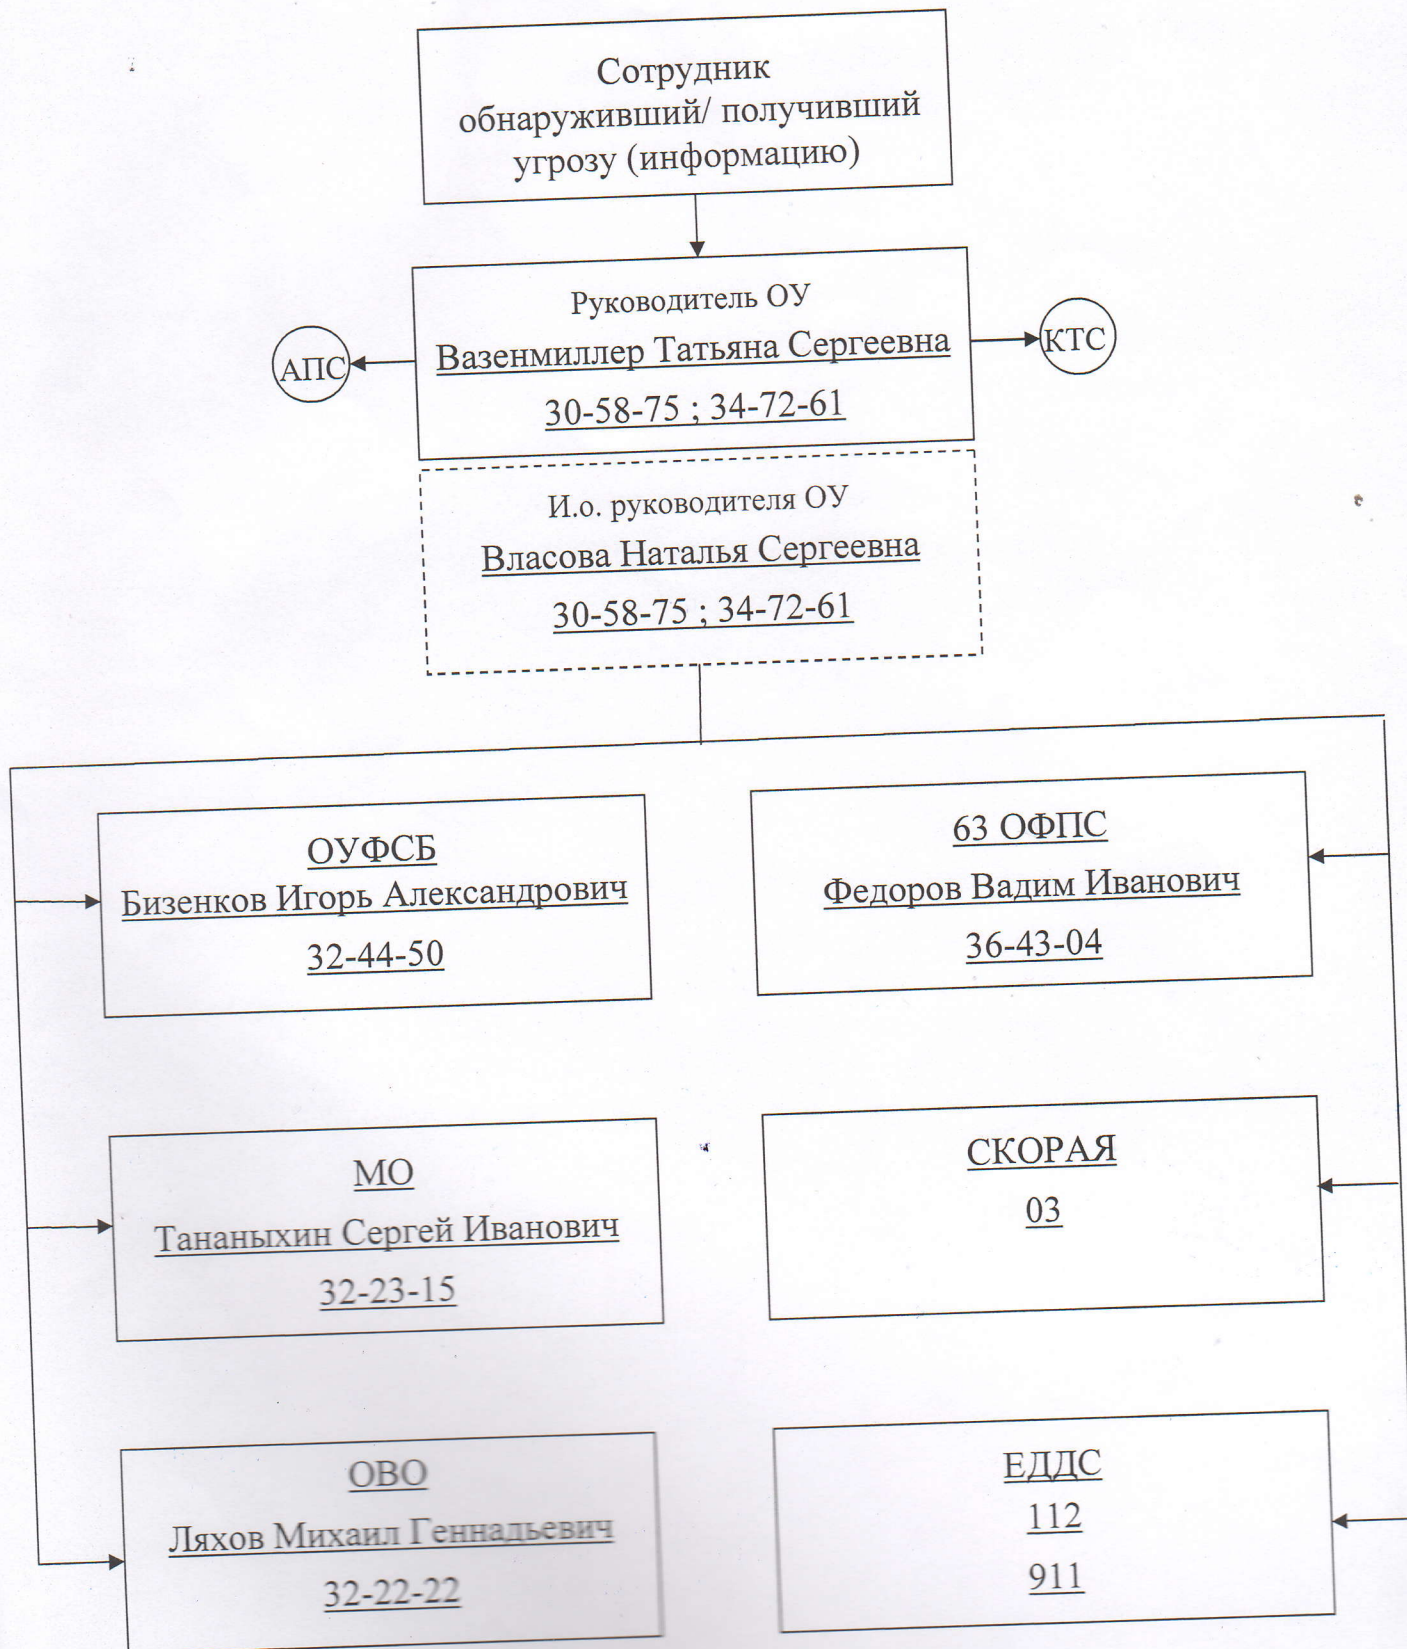 Сотрудник
обнаруживший/ получивший
угрозу (информацию)
Руководитель ОУ
Вазенмиллер Татьяна Сергеевна
30-58-75 ; 34-72-61
АПС
КТС
И.о. руководителя ОУ
Власова Наталья Сергеевна
30-58-75 ; 34-72-61
ОУФСБ
Бизенков Игорь Александрович
32-44-50
63 ОФПС
Федоров Вадим Иванович
36-43-04
МО
Тананыхин Сергей Иванович
32-23-15
СКОРАЯ
03
ОВО
Ляхов Михаил Геннадьевич
32-22-22
ЕДДС
112
911